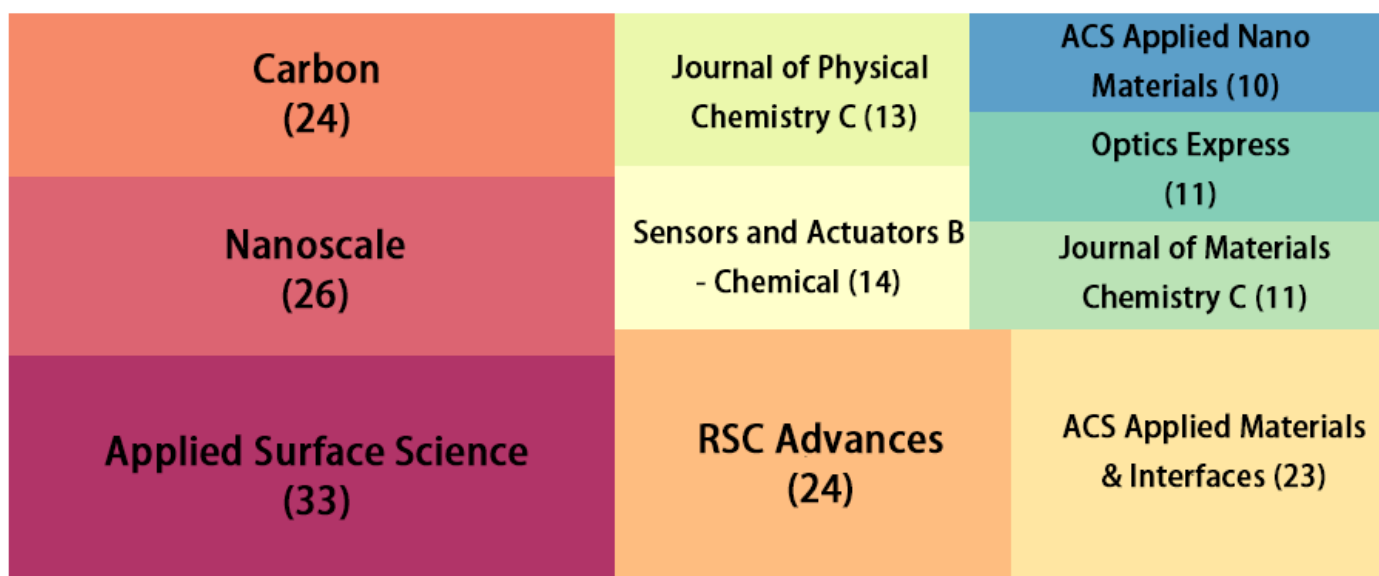 Carbon
(24)
Nanoscale
(26)
Applied Surface Science
(33)
Journal of Physical
Chemistry C (13)
Sensors and Actuators B
- Chemical (14)
ACS Applied Nano
Materials (10)
Optics Express
(11)
Journal of Materials
Chemistry C (11)
RSC Advances
(24)
ACS Applied Materials
& Interfaces (23)